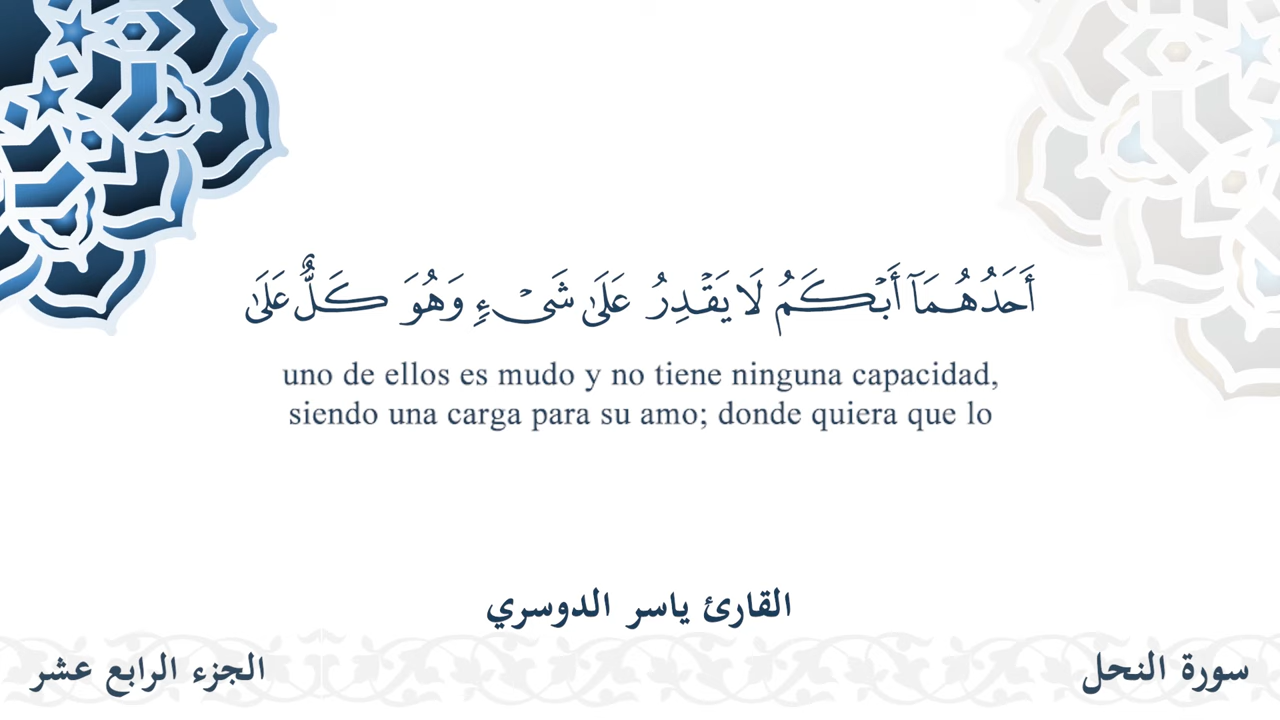 أَحَدُهُمَآ أَبْكَمُ لَا يَقْدِرُ عَلَىٰ شَىْءٍ وَهُوَ كَلٌّ عَلَىٰ
uno de ellos es mudo y no tiene ninguna capacidad,
siendo una carga para su amo; donde quiera que lo
القارئ ياسر الدوسري
سورة النحل
الجزء الرابع عشر